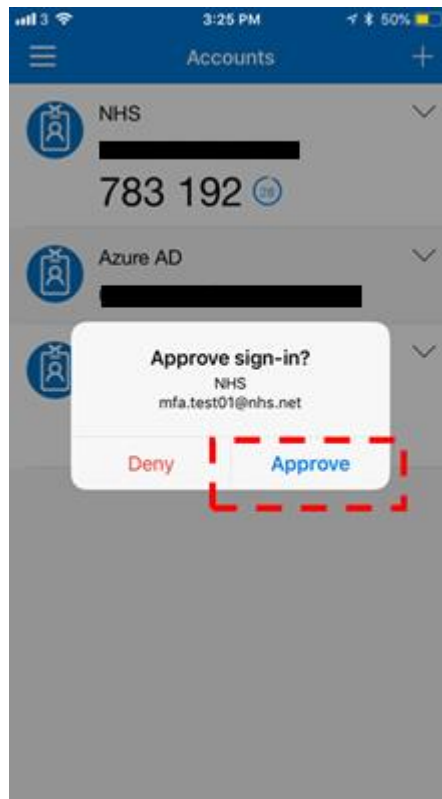 3 3:25 PM 50%
Accounts
NHS
783 192 28
Azure AD
Approve sign-in?
NHS
mfa.test01@nhs.net
Deny Approve